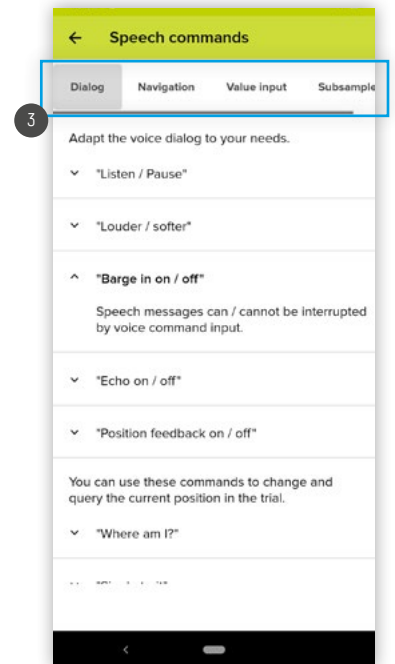 Speech commands
Dialog Navigation Value input Subsample
3
Adapt the voice dialog to your needs.
"Listen / Pause"
"Louder / softer"
"Barge in on / off"
Speech messages can / cannot be interrupted
by voice command input.
"Echo on / off"
"Position feedback on / off"
You can use these commands to change and
query the current position in the trial.
"Where am I?"